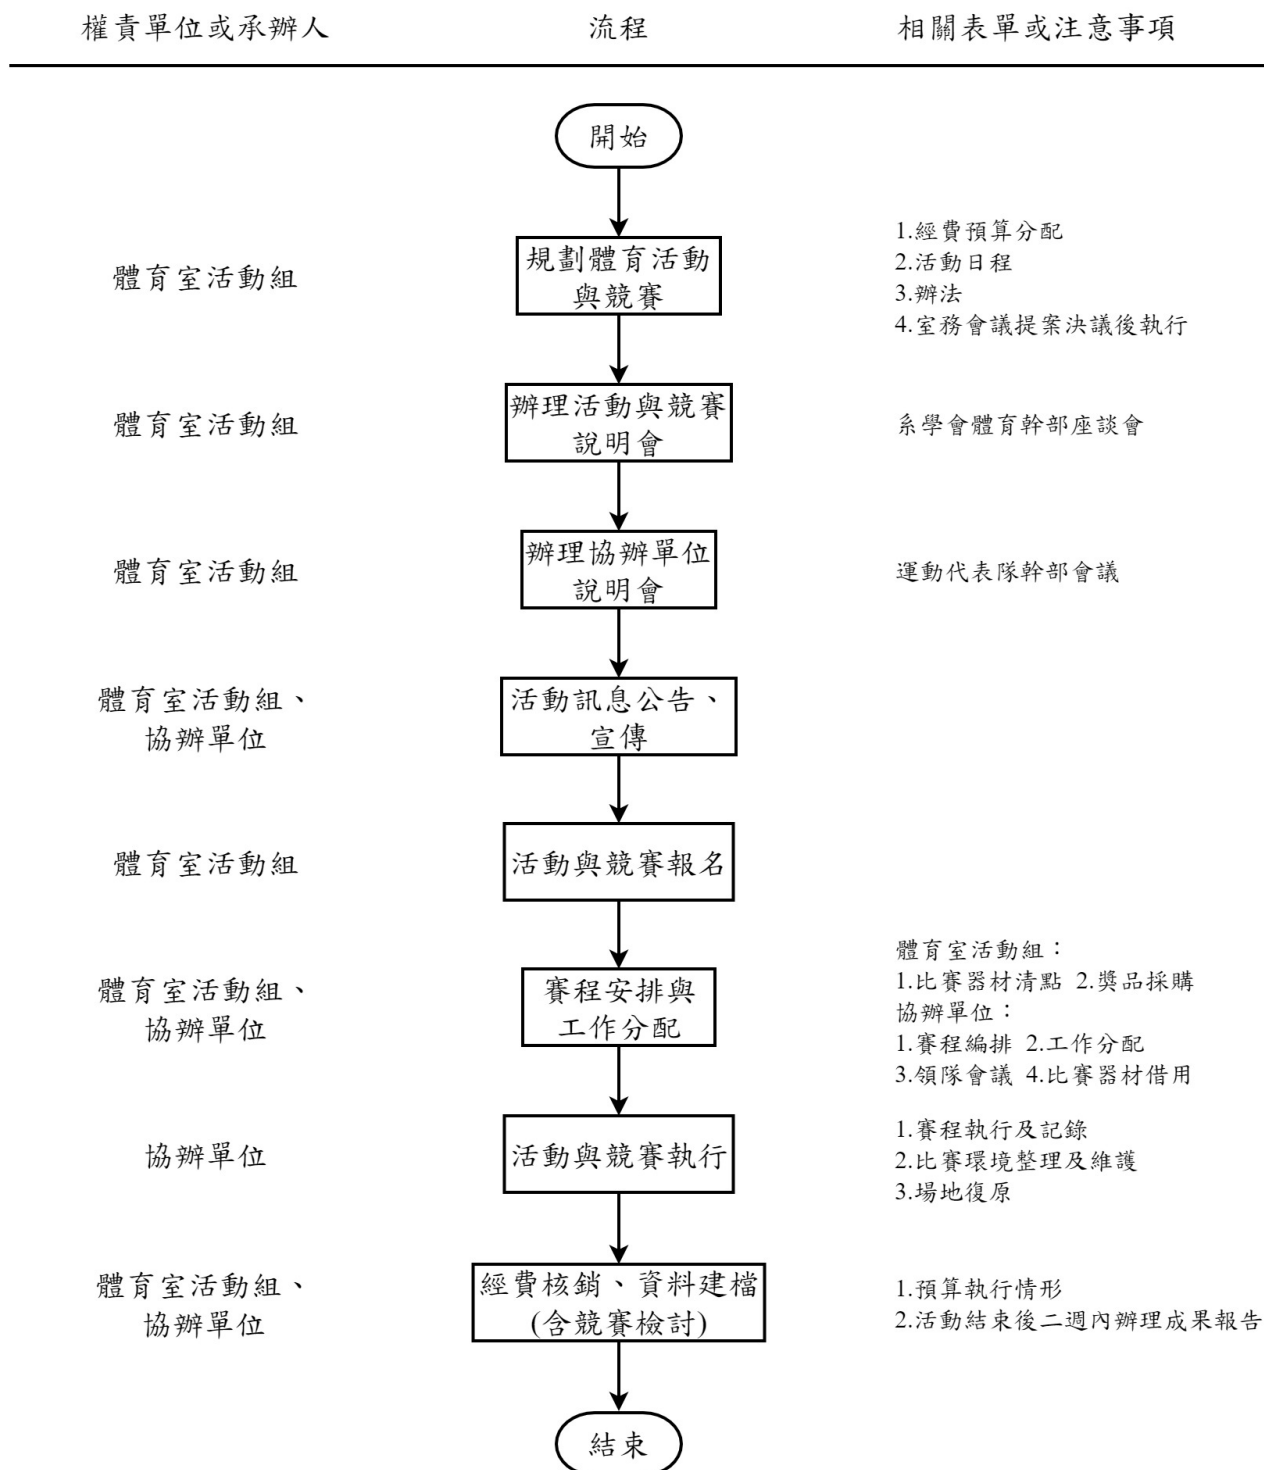 權責單位或承辦人 流程 相關表單或注意事項
開始
體育室活動組
規劃體育活動
與競賽
1.經費預算分配
2.活動日程
3.辦法
4.室務會議提案決議後執行
體育室活動組
辦理活動與競賽
說明會
系學會體育幹部座談會
體育室活動組
辦理協辦單位
說明會
運動代表隊幹部會議
體育室活動組、
協辦單位
活動訊息公告、
宣傳
體育室活動組
活動與競賽報名
體育室活動組、
協辦單位
賽程安排與
工作分配
體育室活動組：
1.比賽器材清點 2.獎品採購
協辦單位：
1.賽程編排 2.工作分配
3.領隊會議 4.比賽器材借用
協辦單位
活動與競賽執行
1.賽程執行及記錄
2.比賽環境整理及維護
3.場地復原
體育室活動組、
協辦單位
經費核銷、資料建檔
(含競賽檢討)
1.預算執行情形
2.活動結束後二週內辦理成果報告
結束